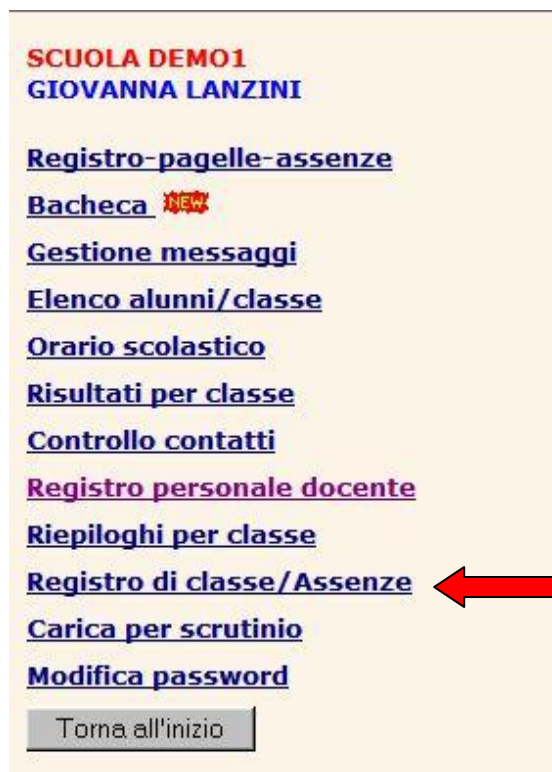 SCUOLA DEMO1
GIOVANNA LANZINI
Registro-pagelle-assenze
Bacheca NEW
Gestione messaggi
Elenco alunni/classe
Orario scolastico
Risultati per classe
Controllo contatti
Registro personale docente
Riepiloghi per classe
Registro di classe/Assenze
Carica per scrutinio
Modifica password
Torna all'inizio